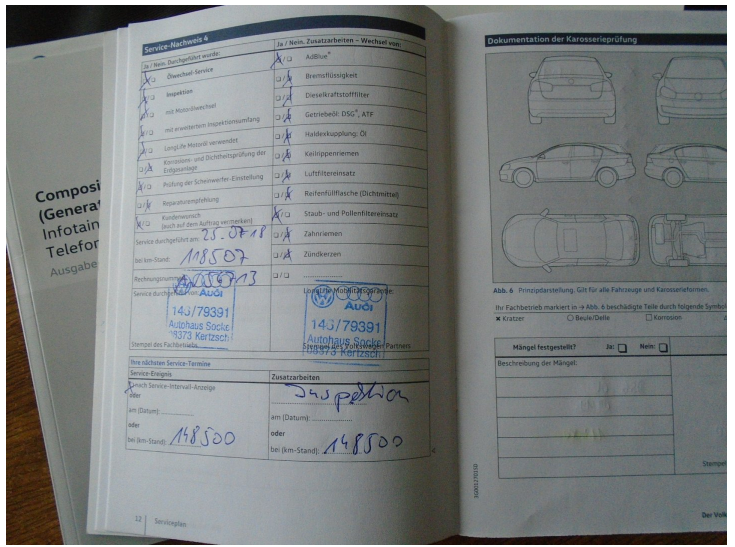 Composi
(Generat
Infotain
Telefor
Ausgabe
Service-Nachweis 4
Ja / Nein. Durchgeführt wurde:
Ölwechsel-Service
Inspektion
mit Motorölwechsel
mit erweitertem Inspektionsumfang
LongLife-Motoröl verwendet
Korrosions- und Dichtheitsprüfung der
Erdgasanlage
Prüfung der Scheinwerfer-Einstellung
Reparaturempfehlung
Kundenwunsch
(auch auf dem Auftrag vermerken)
Service durchgeführt am: 25.07.18
bei km-Stand: 118507
Rechnungsnummer
Service durchgeführt von:
Audi
145/79391
Autohaus Socke
08373 Kertzsch
Stempel des Fachbetriebs
Ja / Nein. Zusatzarbeiten – Wechsel von:
AdBlue®
Bremsflüssigkeit
Dieselkraftstofffilter
Getriebeöl: DSG®, ATF
Haldexkupplung: Öl
Keilrippenriemen
Luftfiltereinsatz
Reifenfüllflasche (Dichtmittel)
Staub- und Pollenfiltereinsatz
Zahnriemen
Zündkerzen
LongLife Mobilitätsgarantie:
Audi
145/79391
Autohaus Socke
08373 Kertzsch
Stempel des Volkswagen Partners
Ihre nächsten Service-Termine
Service-Ereignis
nach Service-Intervall-Anzeige
oder
am (Datum):
oder
bei (km-Stand): 148500
Zusatzarbeiten
Inspektion
am (Datum):
oder
bei (km-Stand): 148500
12 Serviceplan
Dokumentation der Karosserieprüfung
Abb. 6 Prinzipdarstellung. Gilt für alle Fahrzeuge und Karosserieformen.
Ihr Fachbetrieb markiert in → Abb. 6 beschädigte Teile durch folgende Symbol
Kratzer Beule/Delle Korrosion
Mängel festgestellt? Ja: Nein:
Beschreibung der Mängel:
Stempel
Der Volk